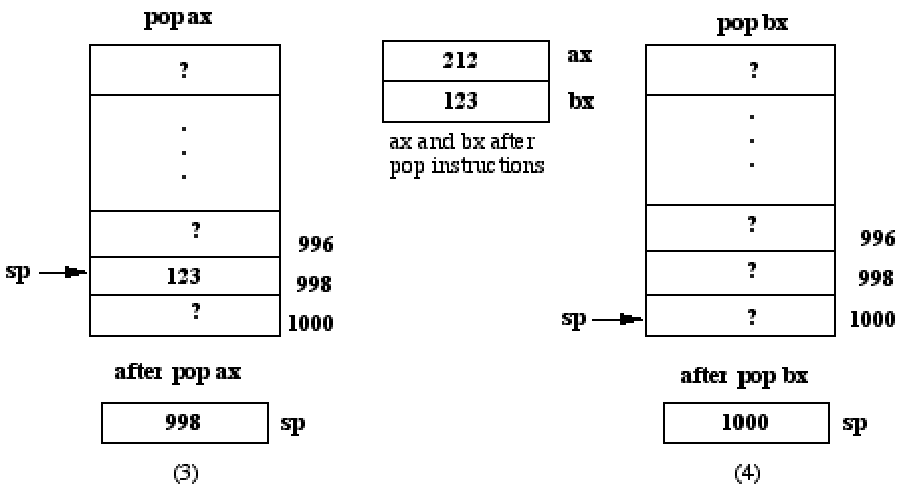 pop ax
?
.
.
.
?
996
sp
123
998
?
1000
after pop ax
998
sp
(3)
212
ax
123
bx
ax and bx after
pop instructions
pop bx
?
.
.
.
?
996
?
998
sp
?
1000
after pop bx
1000
sp
(4)